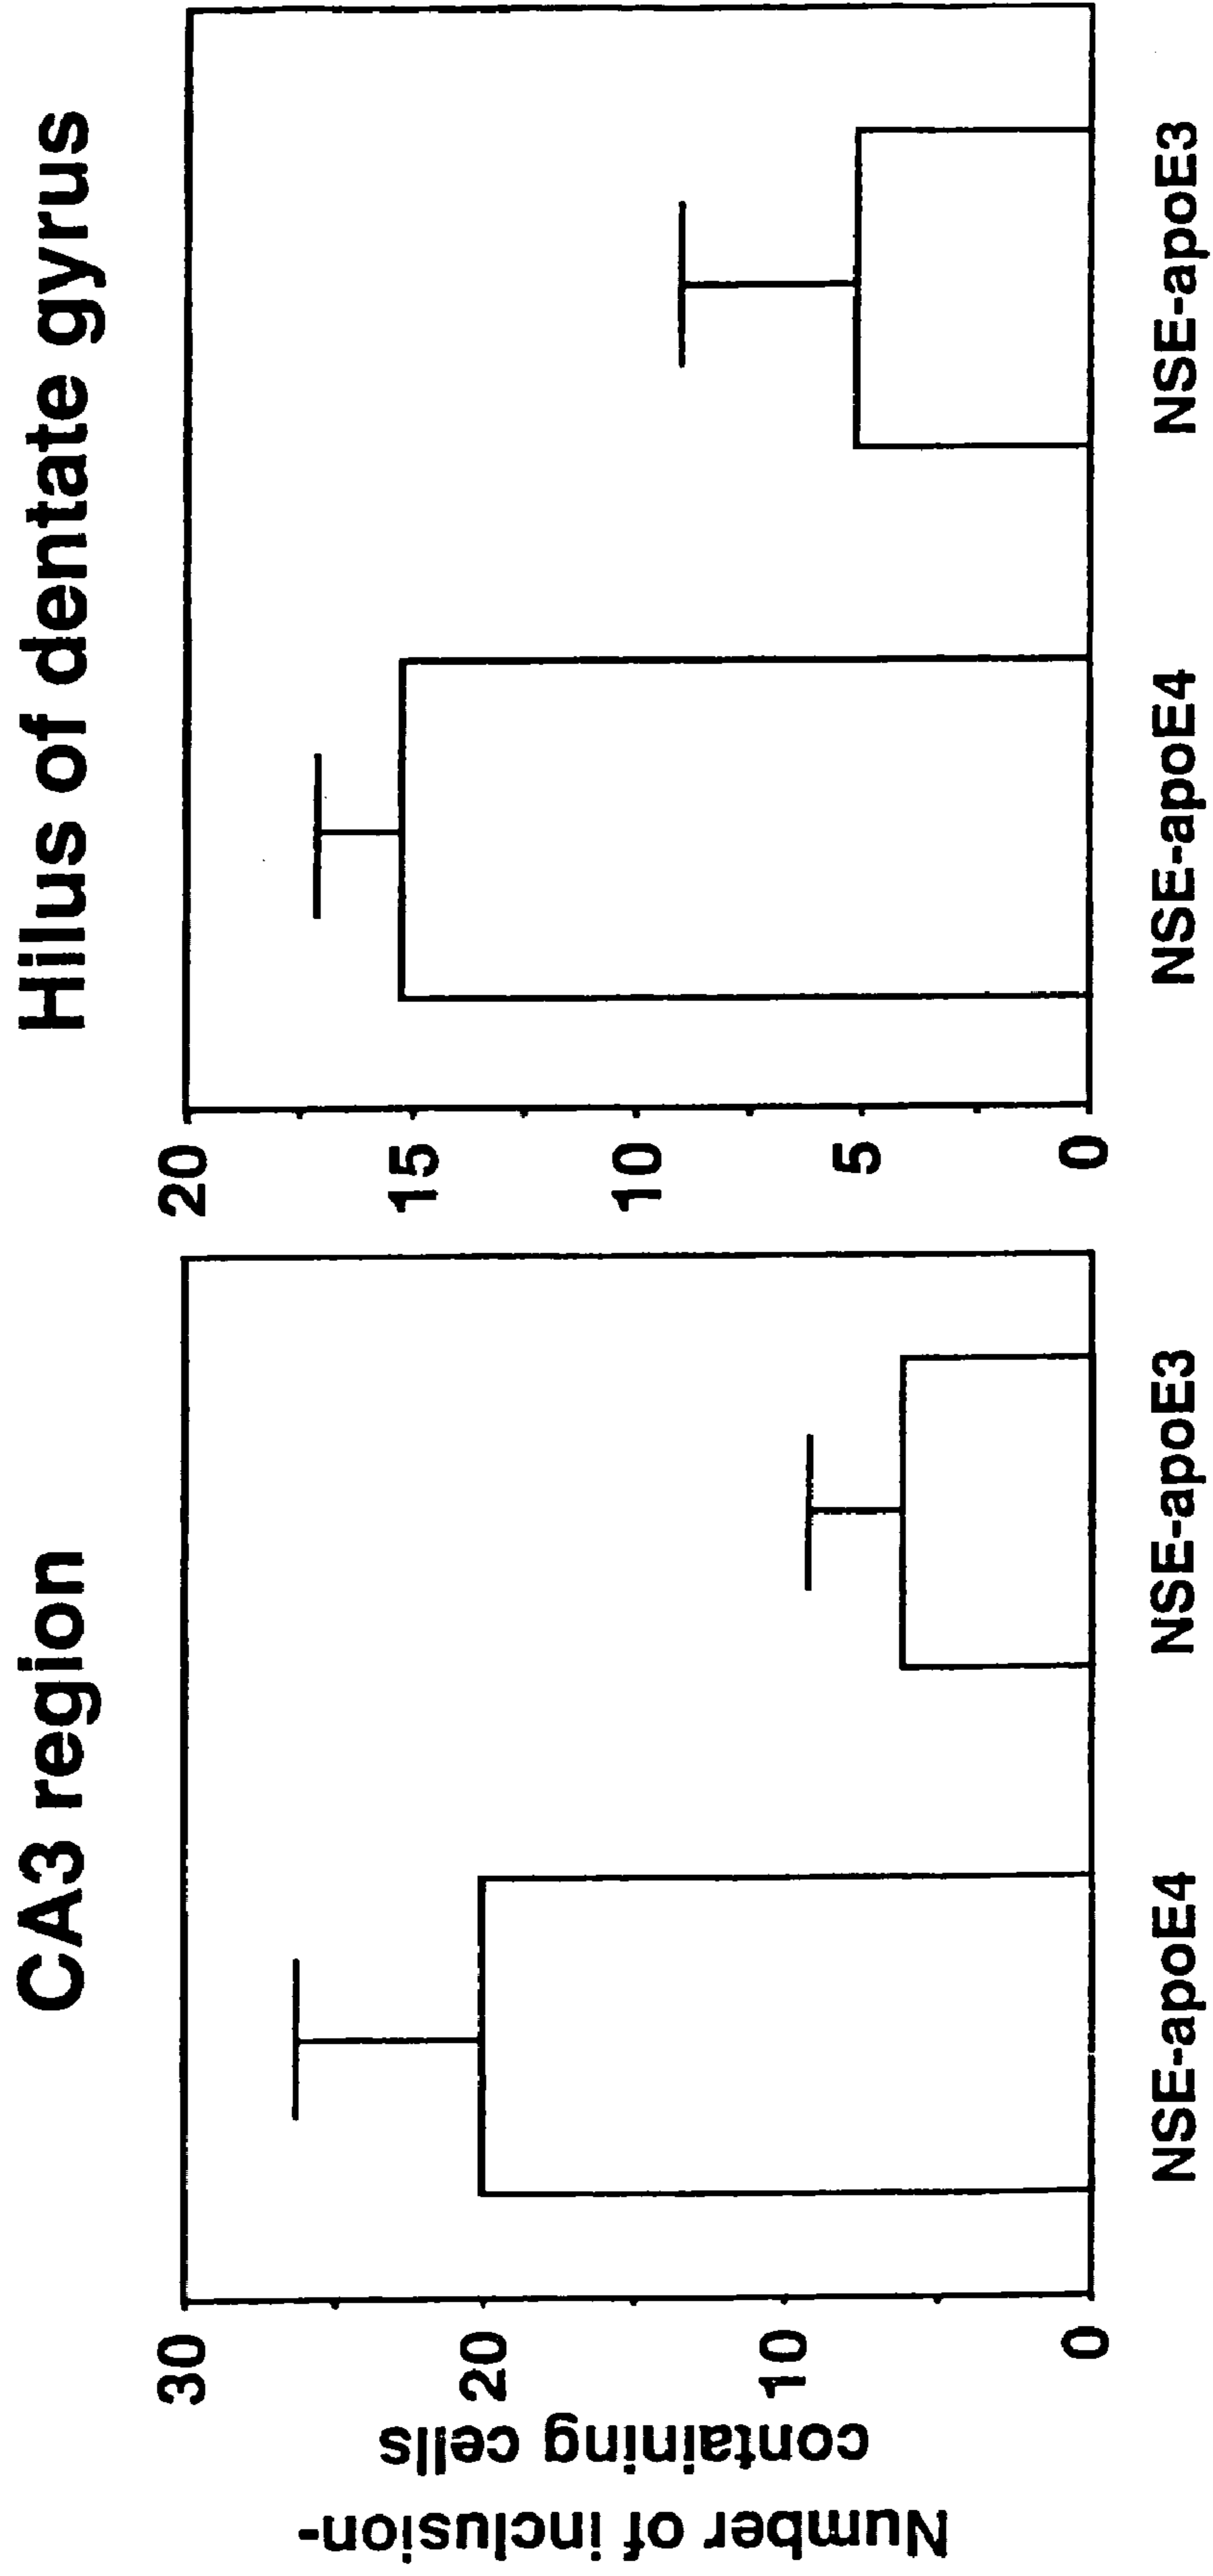 CA3 region
Hilus of dentate gyrus
Number of inclusion-
containing cells
30
20
10
0
NSE-apoE4
NSE-apoE3
20
15
10
5
0
NSE-apoE4
NSE-apoE3